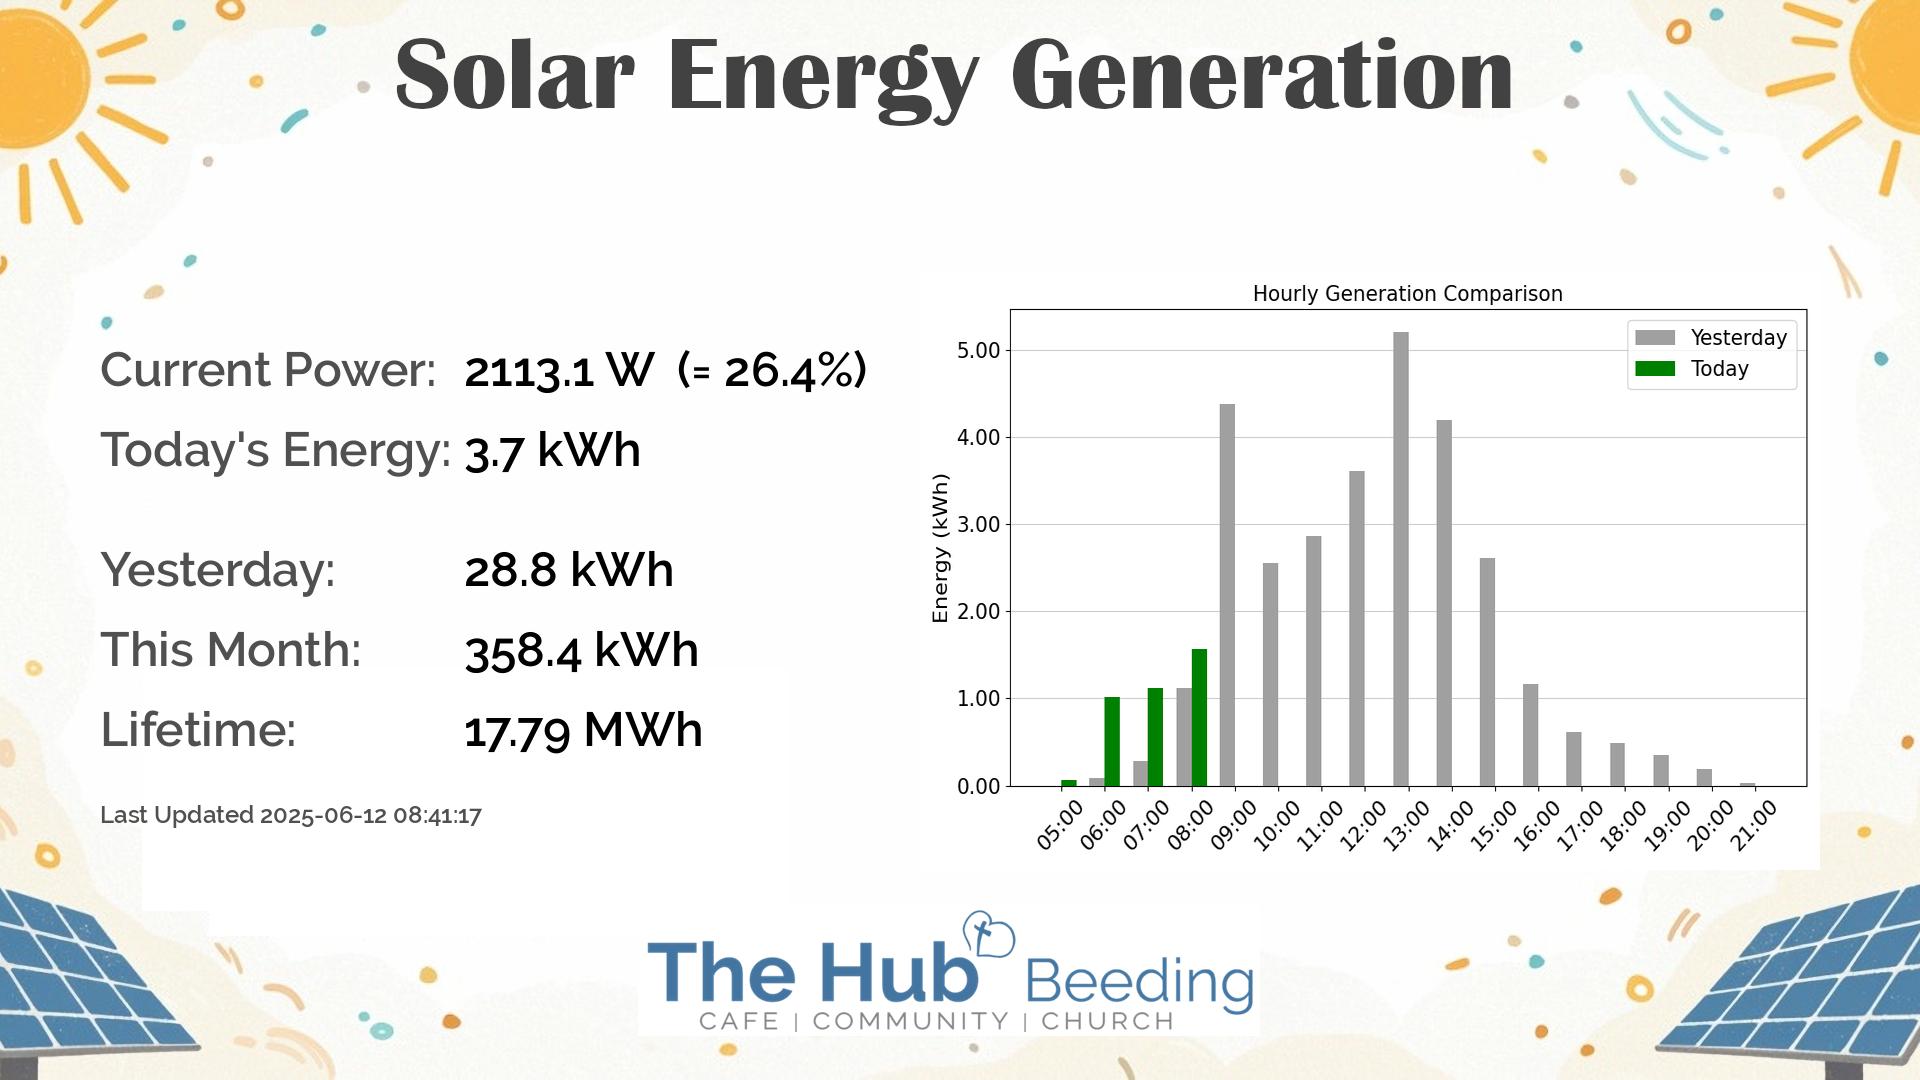 Solar Energy Generation
Current Power: 2113.1 W (= 26.4%)
Today's Energy: 3.7 kWh
Yesterday: 28.8 kWh
This Month: 358.4 kWh
Lifetime: 17.79 MWh
Last Updated 2025-06-12 08:41:17
Hourly Generation Comparison
Yesterday
Today
Energy (kWh)
5.00
4.00
3.00
2.00
1.00
0.00
05:00 06:00 07:00 08:00 09:00 10:00 11:00 12:00 13:00 14:00 15:00 16:00 17:00 18:00 19:00 20:00 21:00
The Hub Beeding
CAFE | COMMUNITY | CHURCH